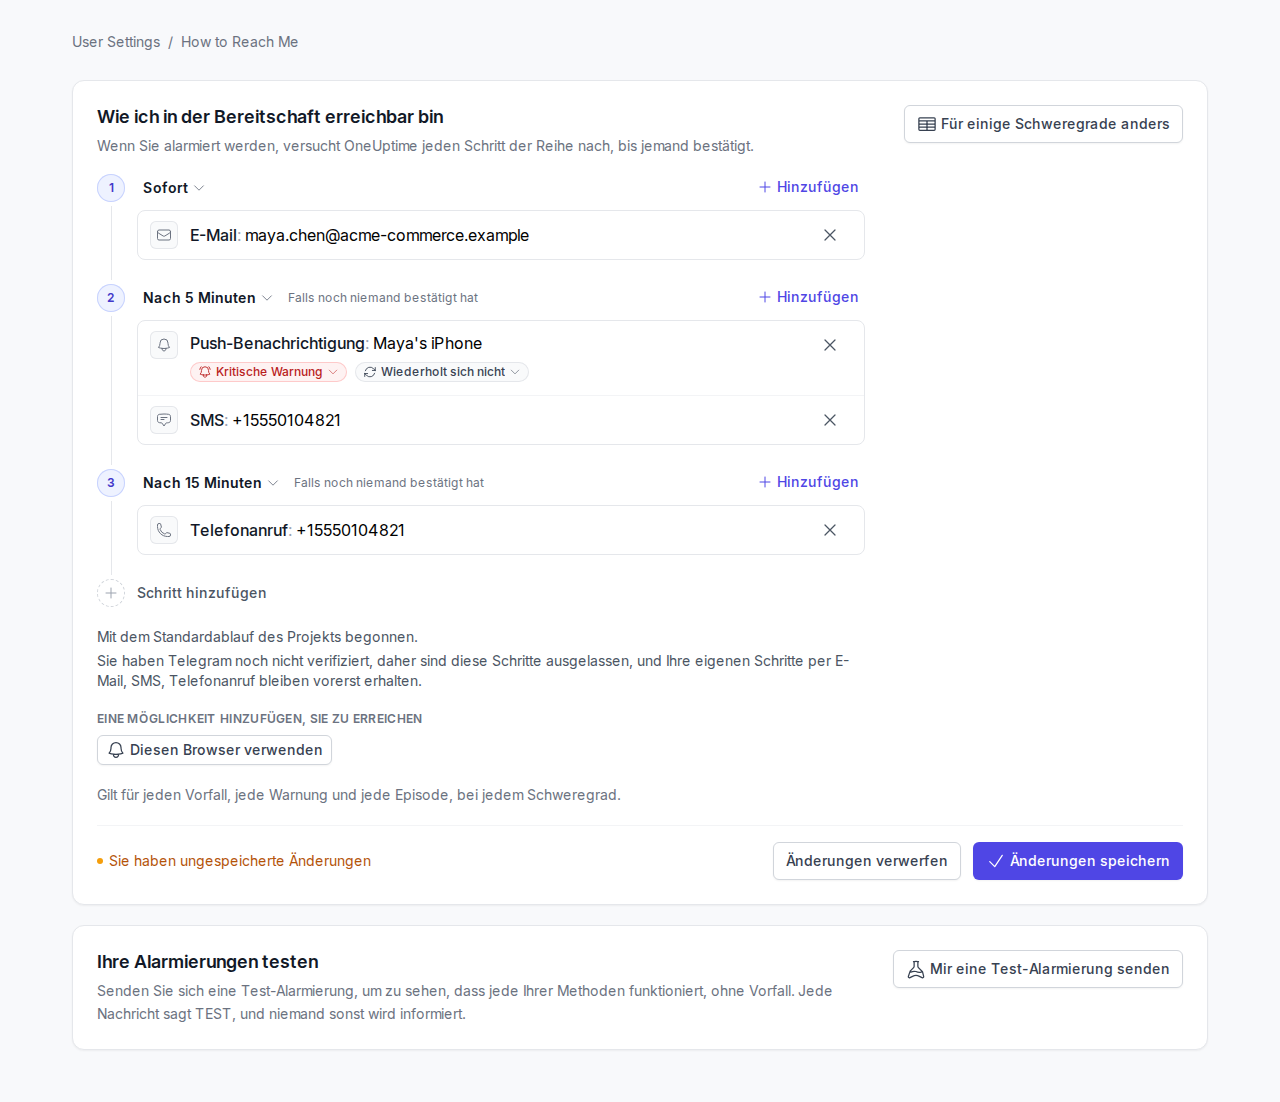 User Settings / How to Reach Me
Wie ich in der Bereitschaft erreichbar bin
Für einige Schweregrade anders
Wenn Sie alarmiert werden, versucht OneUptime jeden Schritt der Reihe nach, bis jemand bestätigt.
1 Sofort
Hinzufügen
E-Mail: maya.chen@acme-commerce.example
2 Nach 5 Minuten Falls noch niemand bestätigt hat
Hinzufügen
Push-Benachrichtigung: Maya's iPhone
Kritische Warnung Wiederholt sich nicht
SMS: +15550104821
3 Nach 15 Minuten Falls noch niemand bestätigt hat
Hinzufügen
Telefonanruf: +15550104821
Schritt hinzufügen
Mit dem Standardablauf des Projekts begonnen.
Sie haben Telegram noch nicht verifiziert, daher sind diese Schritte ausgelassen, und Ihre eigenen Schritte per E-
Mail, SMS, Telefonanruf bleiben vorerst erhalten.
EINE MÖGLICHKEIT HINZUFÜGEN, SIE ZU ERREICHEN
Diesen Browser verwenden
Gilt für jeden Vorfall, jede Warnung und jede Episode, bei jedem Schweregrad.
Sie haben ungespeicherte Änderungen
Änderungen verwerfen
Änderungen speichern
Ihre Alarmierungen testen
Mir eine Test-Alarmierung senden
Senden Sie sich eine Test-Alarmierung, um zu sehen, dass jede Ihrer Methoden funktioniert, ohne Vorfall. Jede
Nachricht sagt TEST, und niemand sonst wird informiert.